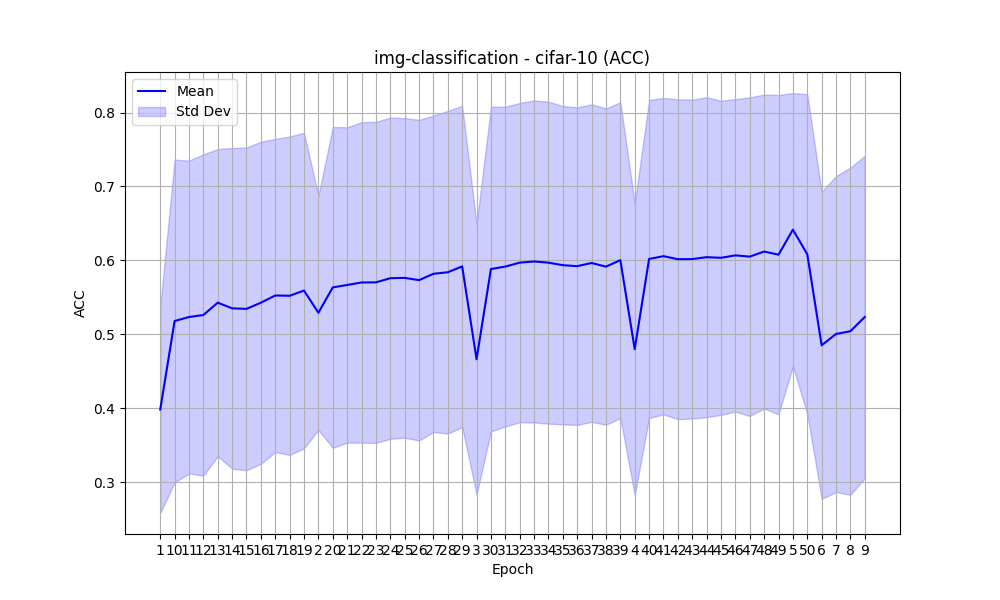 img-classification - cifar-10 (ACC)
Mean
Std Dev
0.8
0.7
0.6
0.5
0.4
0.3
ACC
1 10 11 12 13 14 15 16 17 18 19 2 20 21 22 23 24 25 26 27 28 29 3 30 31 32 33 34 35 36 37 38 39 4 40 41 42 43 44 45 46 47 48 49 5 50 6 7 8 9
Epoch